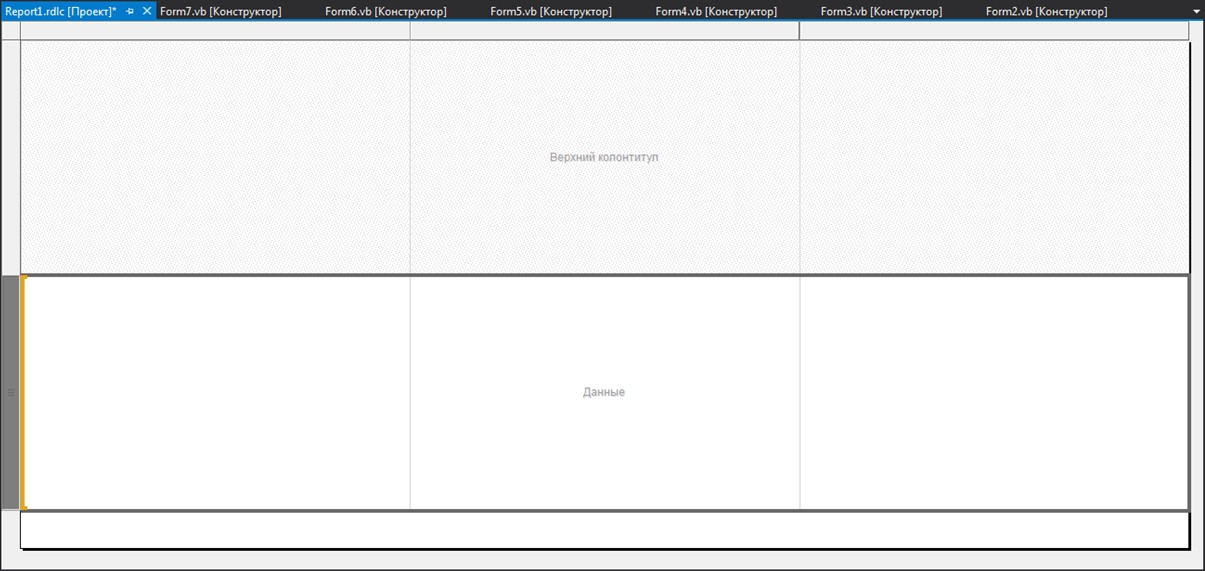 Report1.rdlc [Проект]* Form7.vb [Конструктор] Form6.vb [Конструктор] Form5.vb [Конструктор] Form4.vb [Конструктор] Form3.vb [Конструктор] Form2.vb [Конструктор]
Верхний колонтитул
Данные